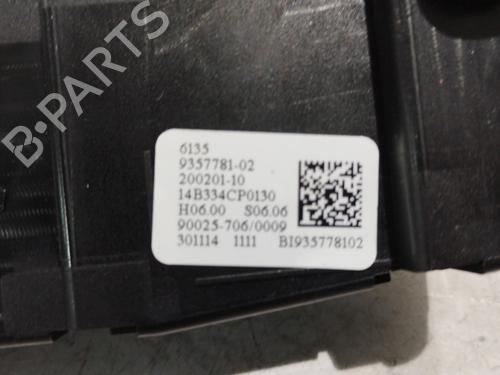 6135
9357781-02
200201-10
14B334CP0130
H06.00 S06.06
90025-706/0009
301114 1111 BI935778102
B-PARTS